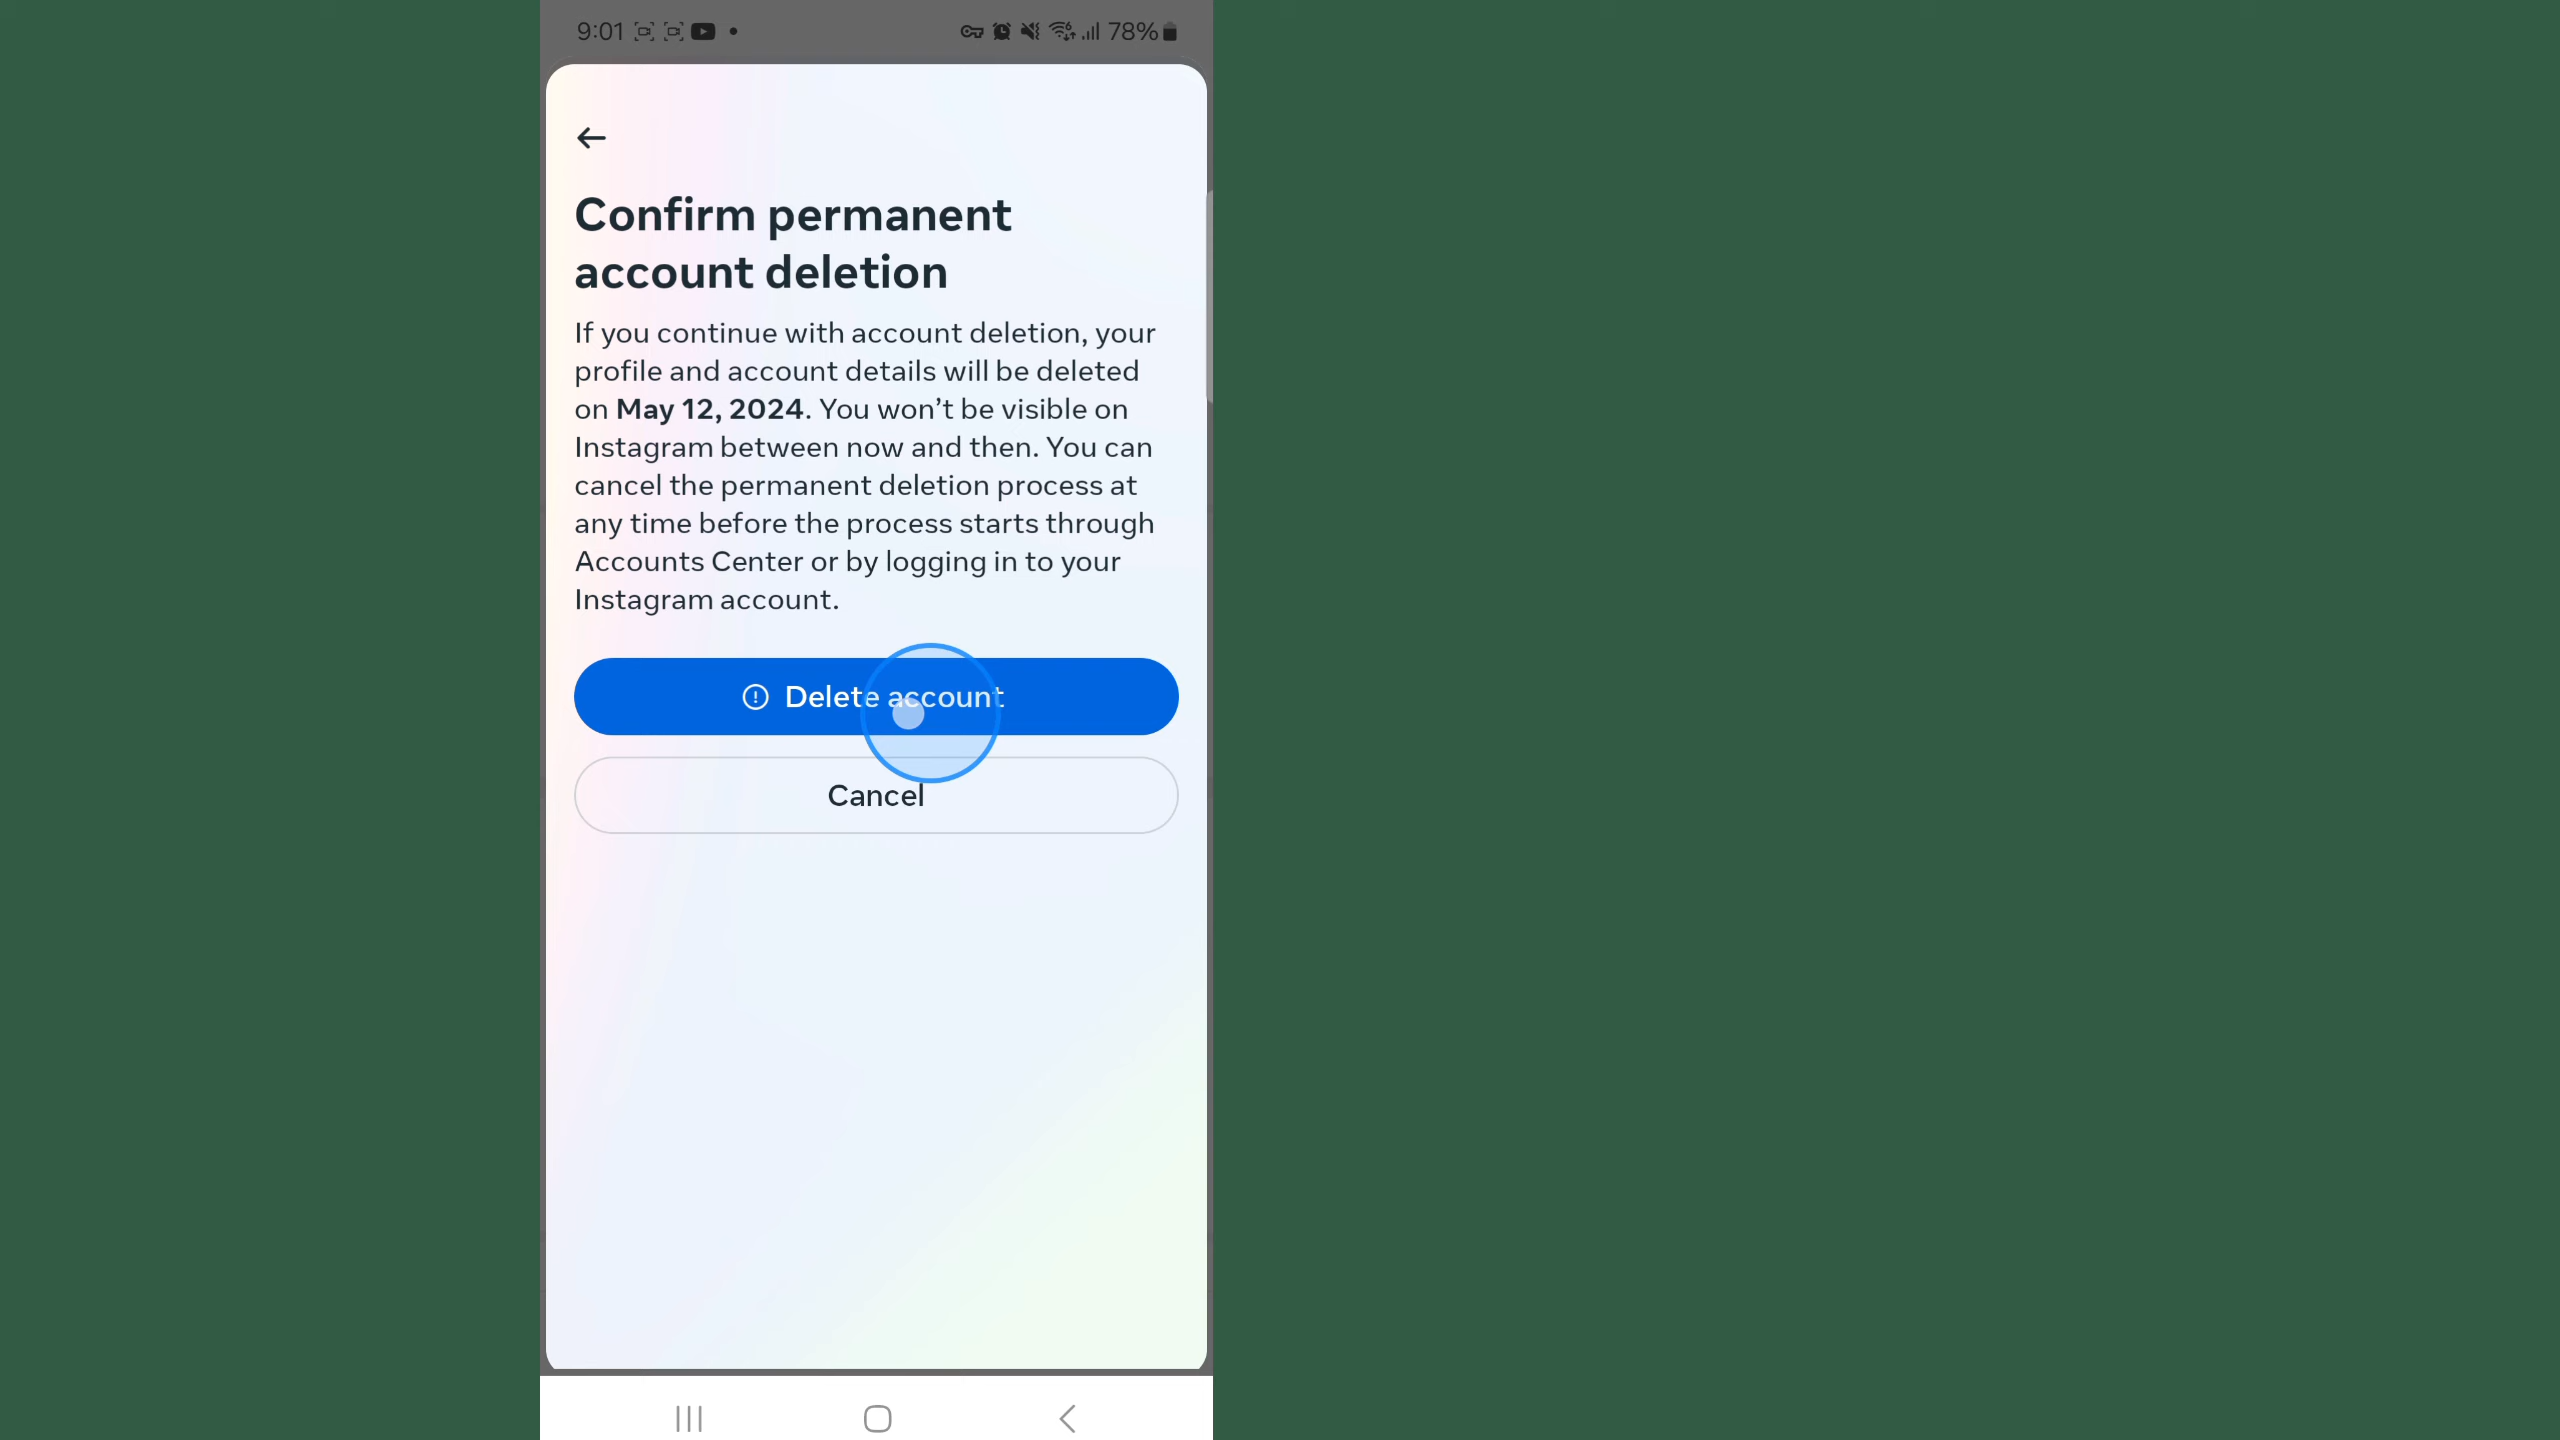 9:01
78%
Confirm permanent
account deletion
If you continue with account deletion, your
profile and account details will be deleted
on May 12, 2024. You won’t be visible on
Instagram between now and then. You can
cancel the permanent deletion process at
any time before the process starts through
Accounts Center or by logging in to your
Instagram account.
Delete account
Cancel